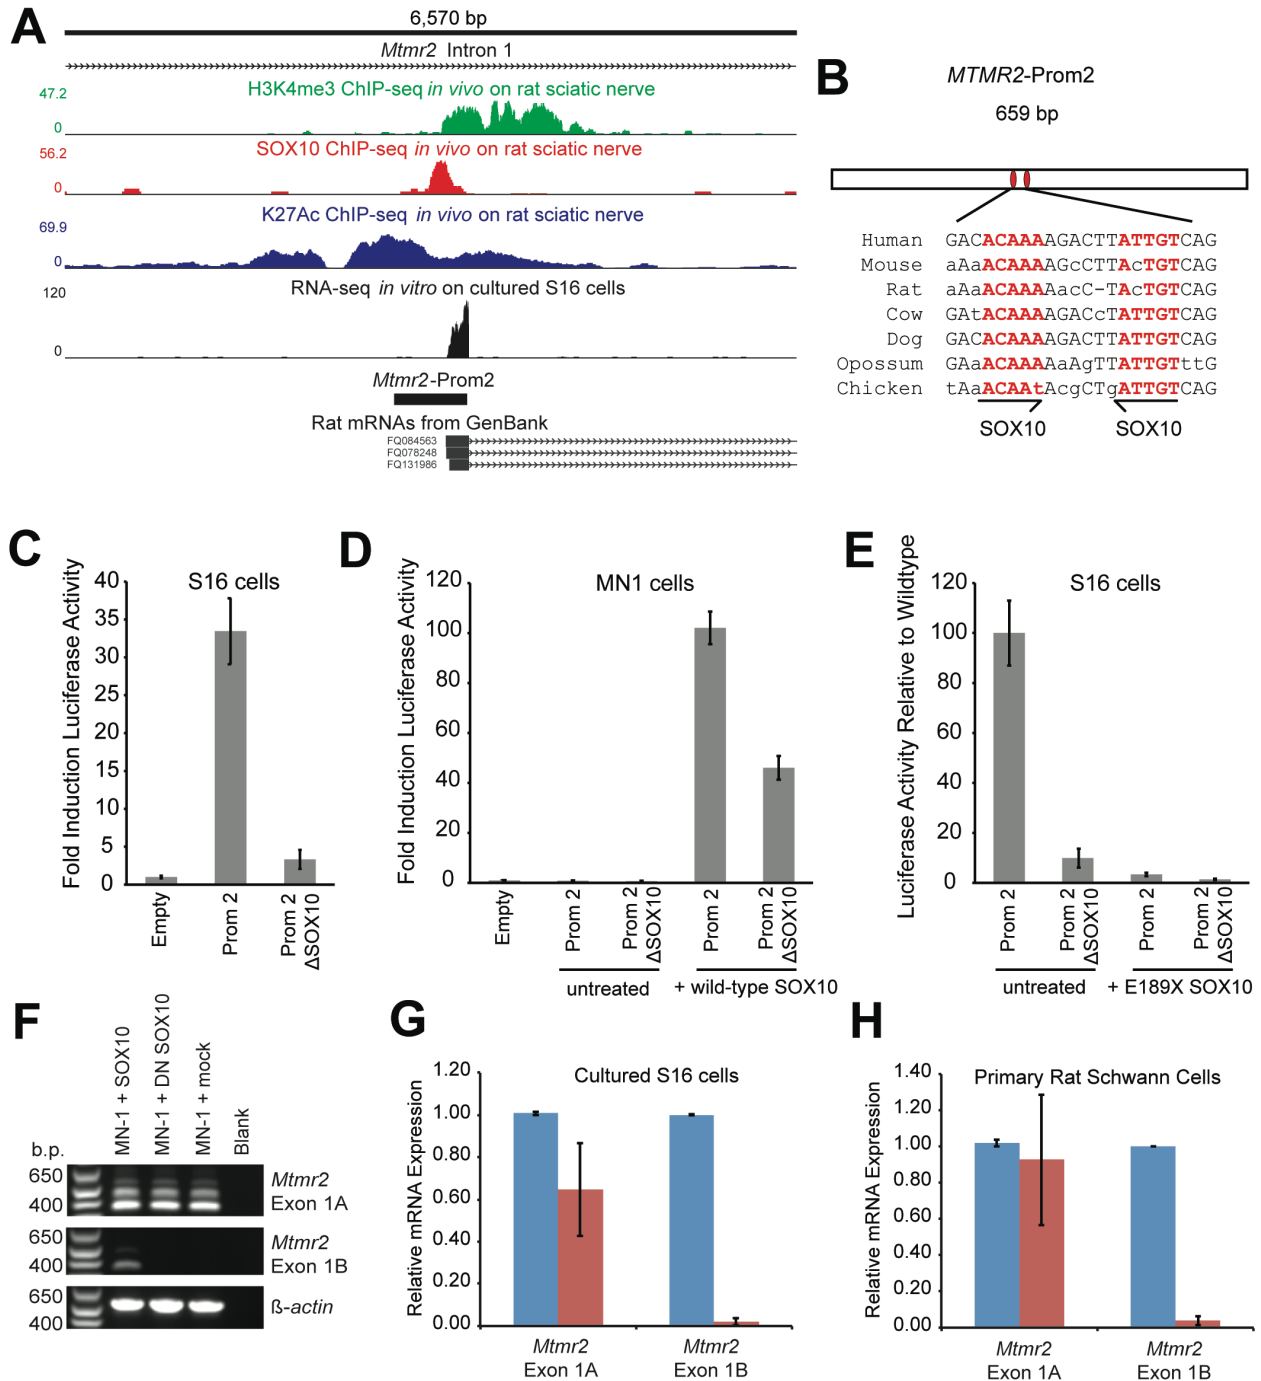 A
6,570 bp
Mtmr2 Intron 1
H3K4me3 ChIP-seq in vivo on rat sciatic nerve
47.2
0
SOX10 ChIP-seq in vivo on rat sciatic nerve
56.2
0
K27Ac ChIP-seq in vivo on rat sciatic nerve
69.9
0
RNA-seq in vitro on cultured S16 cells
120
0
Mtmr2-Prom2
Rat mRNAs from GenBank
FQ084563
FQ078248
FQ131986
B
MTMR2-Prom2
659 bp
Human GACACAAAAGACTTATTGTCAG
Mouse aAaACAAAAGcCTTAcTGTCAG
Rat aAaACAAAAacC-TAcTGTCAG
Cow GAtACAAAAGACcTATTGTCAG
Dog GACACAAAAGACTTATTGTCAG
Opossum GAaACAAAAaAgTTATTGTttG
Chicken tAaACAAtAcgCTgATTGTCAG
SOX10 SOX10
C
S16 cells
Fold Induction Luciferase Activity
40
35
30
25
20
15
10
5
0
Empty
Prom 2
Prom 2
ΔSOX10
D
MN1 cells
Fold Induction Luciferase Activity
120
100
80
60
40
20
0
Empty
Prom 2
Prom 2
ΔSOX10
Prom 2
Prom 2
ΔSOX10
untreated
+ wild-type SOX10
E
S16 cells
Luciferase Activity Relative to Wildtype
120
100
80
60
40
20
0
Prom 2
Prom 2
ΔSOX10
Prom 2
Prom 2
ΔSOX10
untreated
+ E189X SOX10
F
MN-1 + SOX10
MN-1 + DN SOX10
MN-1 + mock
Blank
b.p.
650
400
Mtmr2
Exon 1A
650
400
Mtmr2
Exon 1B
650
400
ß-actin
G
Cultured S16 cells
Relative mRNA Expression
1.20
1.00
0.80
0.60
0.40
0.20
0.00
Mtmr2
Exon 1A
Mtmr2
Exon 1B
H
Primary Rat Schwann Cells
Relative mRNA Expression
1.40
1.20
1.00
0.80
0.60
0.40
0.20
0.00
Mtmr2
Exon 1A
Mtmr2
Exon 1B